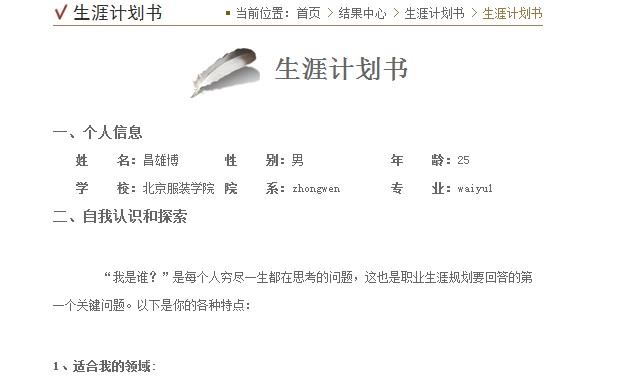 生涯计划书
当前位置：首页 > 结果中心 > 生涯计划书 > 生涯计划书
生涯计划书
一、个人信息
姓 名：昌雄博 性 别：男 年 龄：25
学 校：北京服装学院 院 系：zhongwen 专 业：waiyu1
二、自我认识和探索
“我是谁？”是每个人穷尽一生都在思考的问题，这也是职业生涯规划要回答的第
一个关键问题。以下是你的各种特点：
1、适合我的领域：